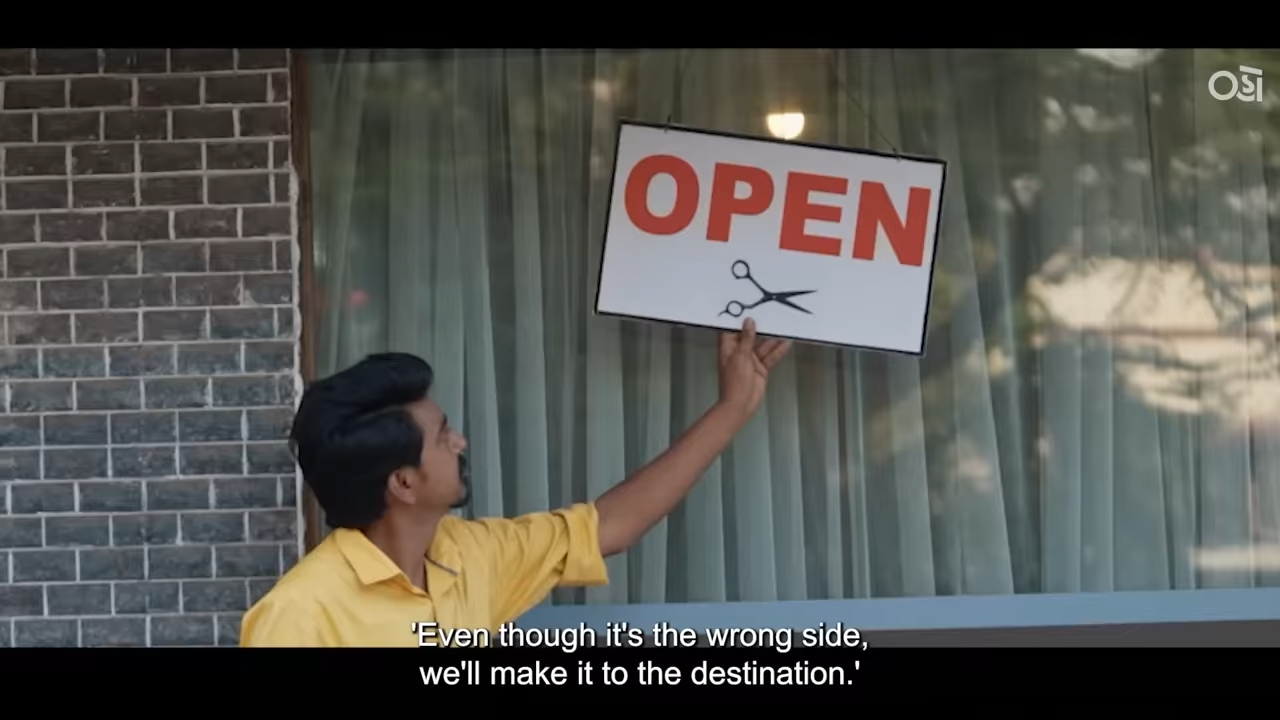 OPEN
'Even though it's the wrong side,
we'll make it to the destination.'